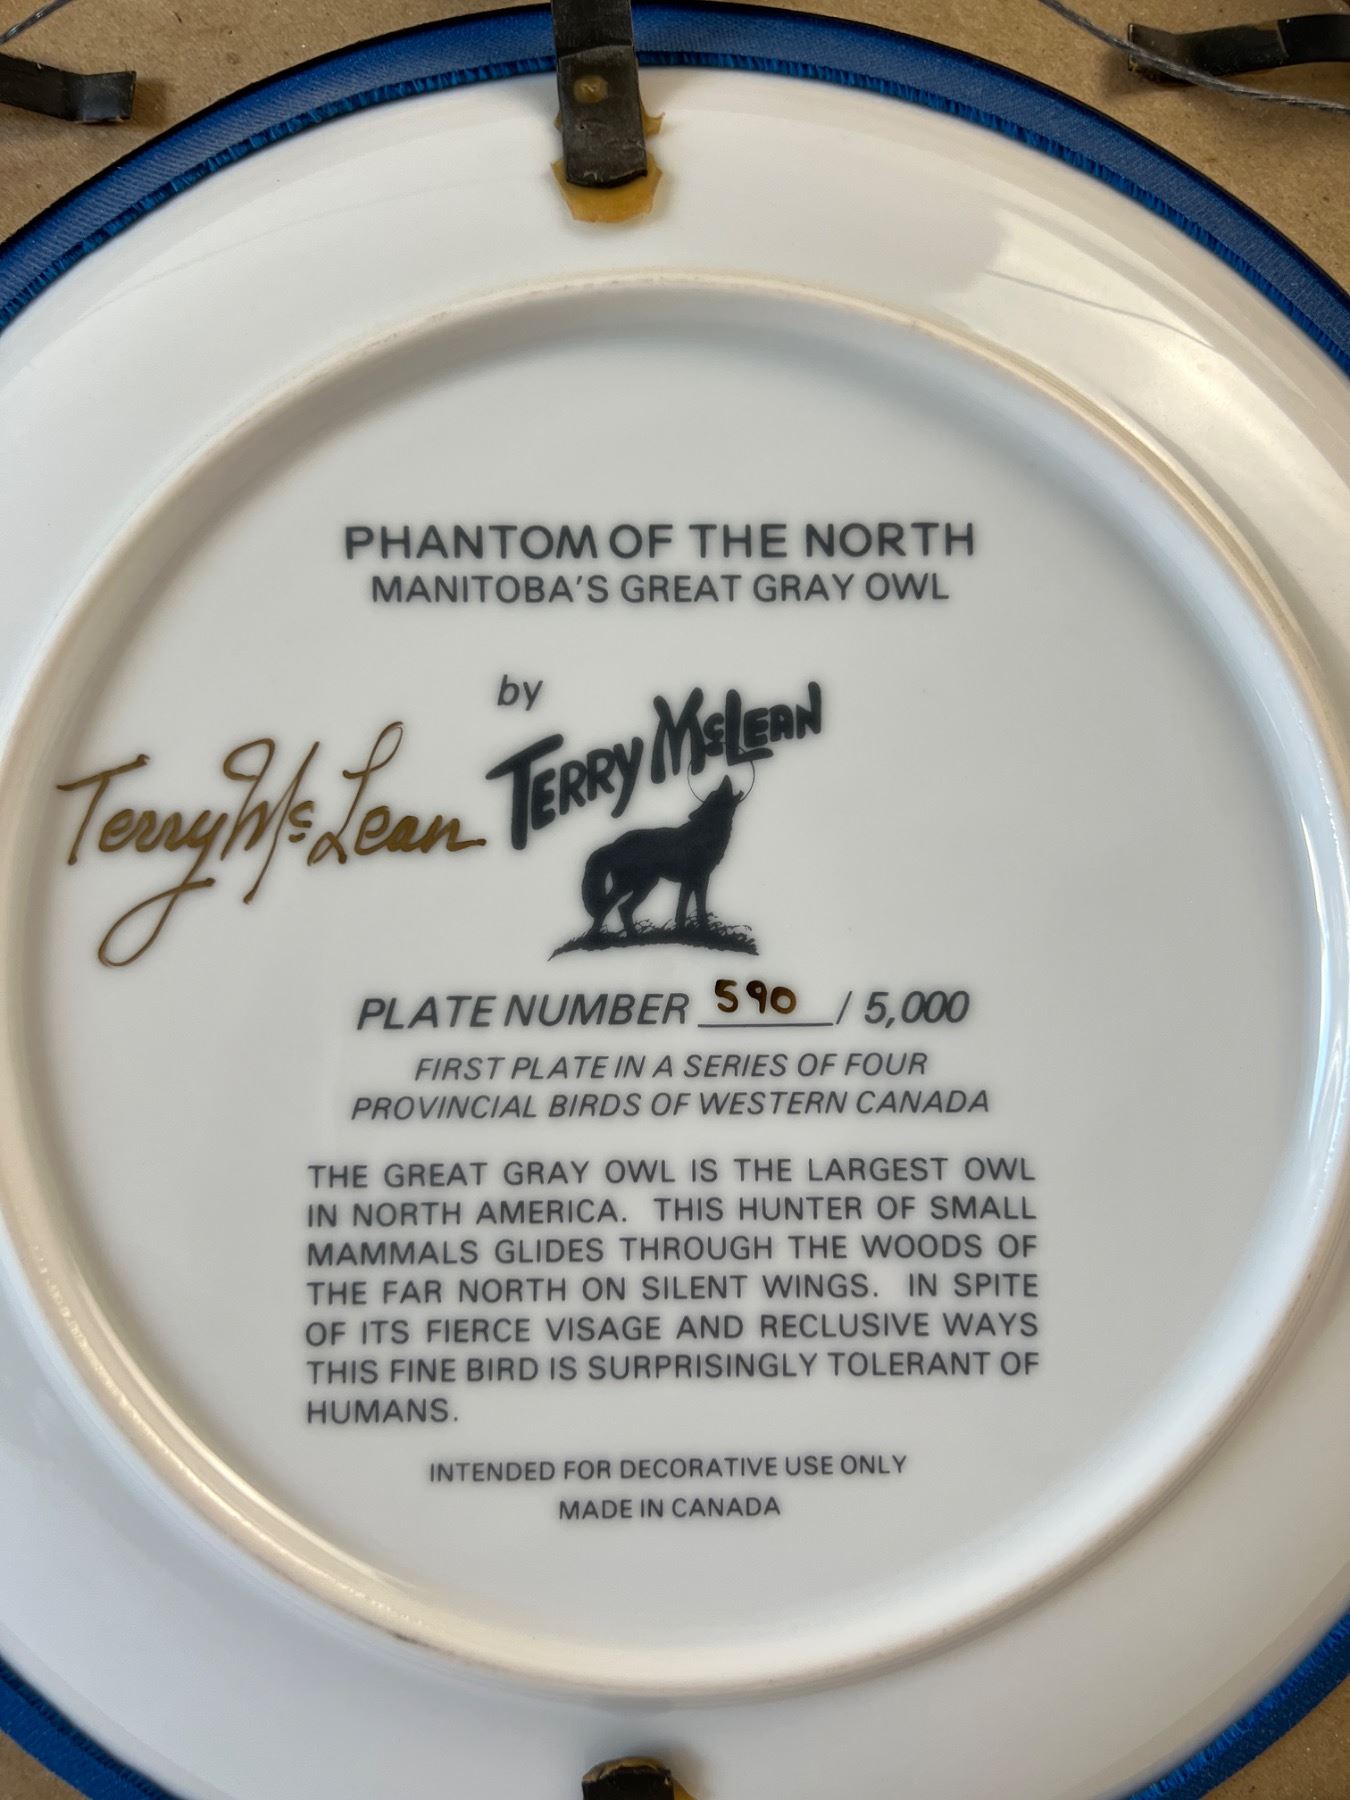 PHANTOM OF THE NORTH
MANITOBA'S GREAT GRAY OWL
by
TERRY McLEAN
Terry McLean
PLATE NUMBER 590 / 5,000
FIRST PLATE IN A SERIES OF FOUR
PROVINCIAL BIRDS OF WESTERN CANADA
THE GREAT GRAY OWL IS THE LARGEST OWL
IN NORTH AMERICA. THIS HUNTER OF SMALL
MAMMALS GLIDES THROUGH THE WOODS OF
THE FAR NORTH ON SILENT WINGS. IN SPITE
OF ITS FIERCE VISAGE AND RECLUSIVE WAYS
THIS FINE BIRD IS SURPRISINGLY TOLERANT OF
HUMANS.
INTENDED FOR DECORATIVE USE ONLY
MADE IN CANADA